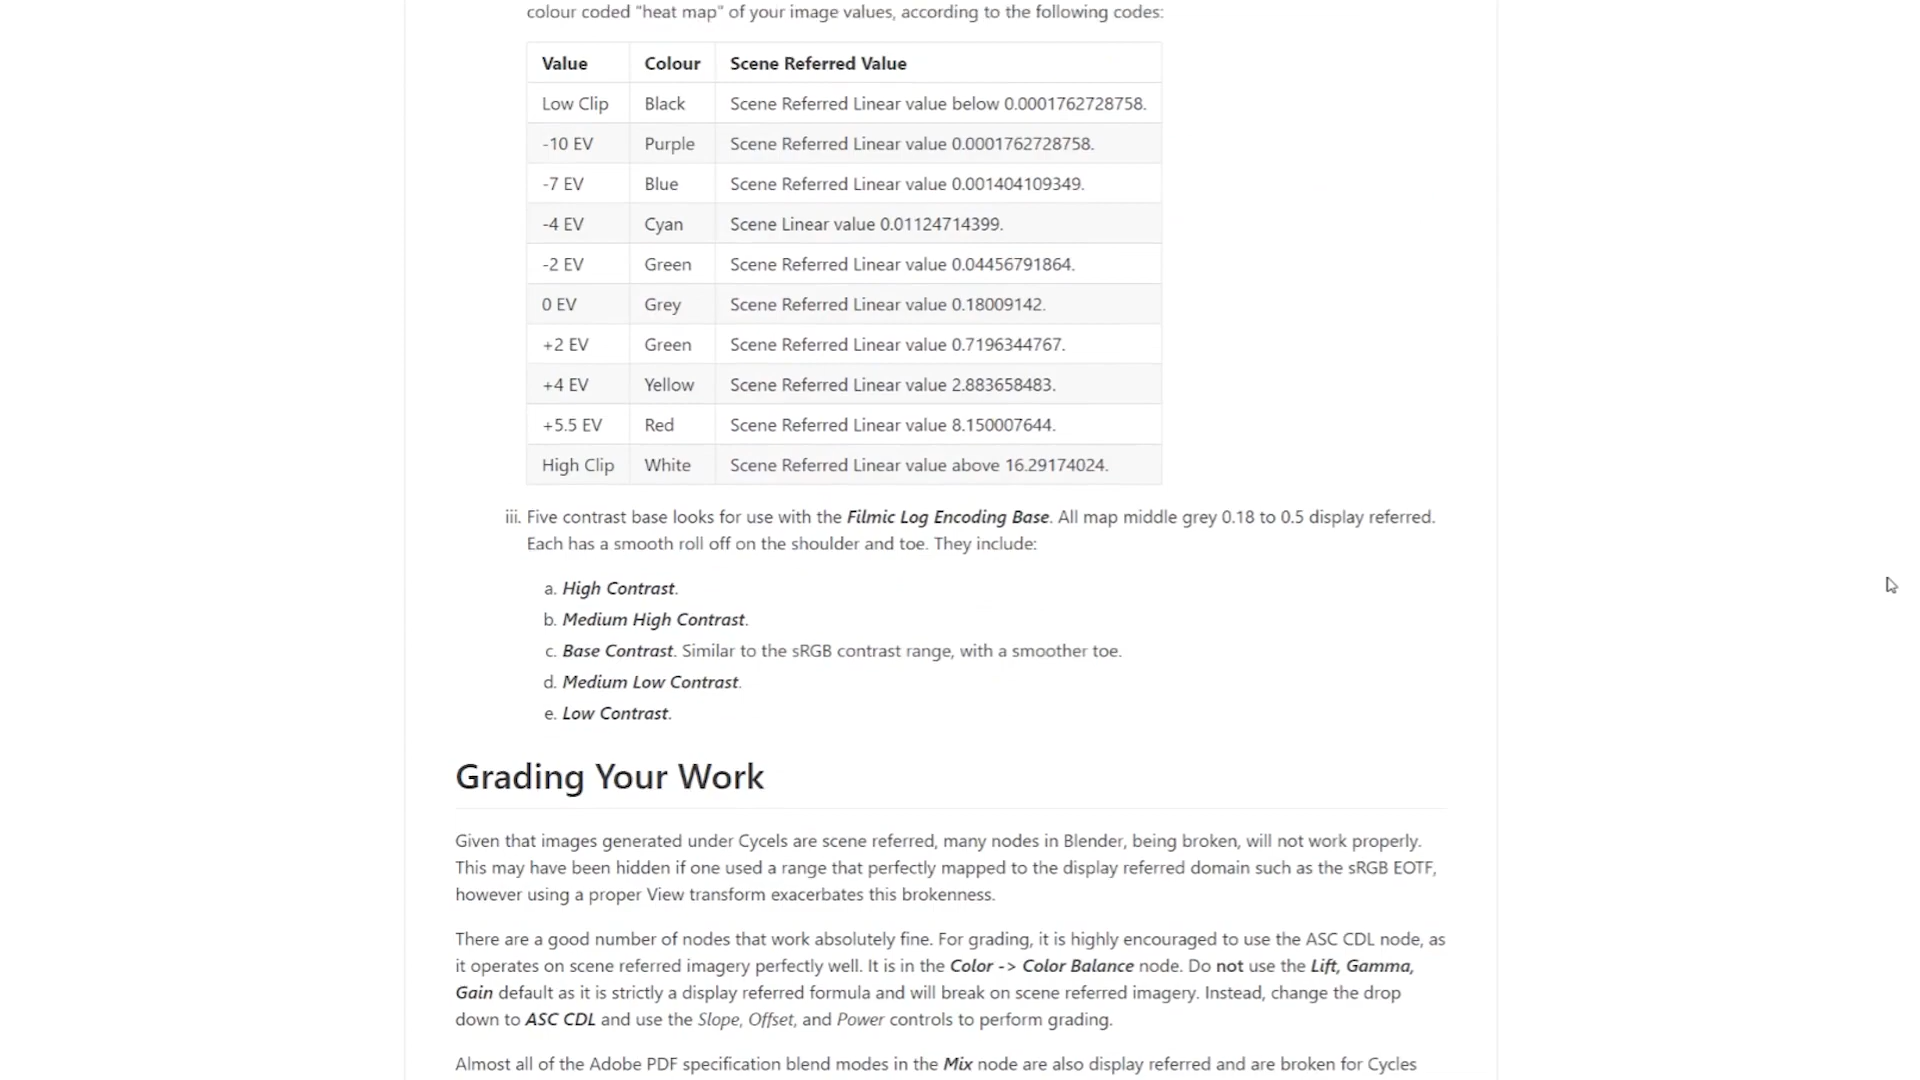 colour coded "heat map" of your image values, according to the following codes:
Value Colour Scene Referred Value
Low Clip Black Scene Referred Linear value below 0.0001762728758.
-10 EV Purple Scene Referred Linear value 0.0001762728758.
-7 EV Blue Scene Referred Linear value 0.001404109349.
-4 EV Cyan Scene Linear value 0.01124714399.
-2 EV Green Scene Referred Linear value 0.04456791864.
0 EV Grey Scene Referred Linear value 0.18009142.
+2 EV Green Scene Referred Linear value 0.7196344767.
+4 EV Yellow Scene Referred Linear value 2.883658483.
+5.5 EV Red Scene Referred Linear value 8.150007644.
High Clip White Scene Referred Linear value above 16.29174024.
iii. Five contrast base looks for use with the Filmic Log Encoding Base. All map middle grey 0.18 to 0.5 display referred.
Each has a smooth roll off on the shoulder and toe. They include:
a. High Contrast.
b. Medium High Contrast.
c. Base Contrast. Similar to the sRGB contrast range, with a smoother toe.
d. Medium Low Contrast.
e. Low Contrast.
Grading Your Work
Given that images generated under Cycels are scene referred, many nodes in Blender, being broken, will not work properly.
This may have been hidden if one used a range that perfectly mapped to the display referred domain such as the sRGB EOTF,
however using a proper View transform exacerbates this brokenness.
There are a good number of nodes that work absolutely fine. For grading, it is highly encouraged to use the ASC CDL node, as
it operates on scene referred imagery perfectly well. It is in the Color -> Color Balance node. Do not use the Lift, Gamma,
Gain default as it is strictly a display referred formula and will break on scene referred imagery. Instead, change the drop
down to ASC CDL and use the Slope, Offset, and Power controls to perform grading.
Almost all of the Adobe PDF specification blend modes in the Mix node are also display referred and are broken for Cycles